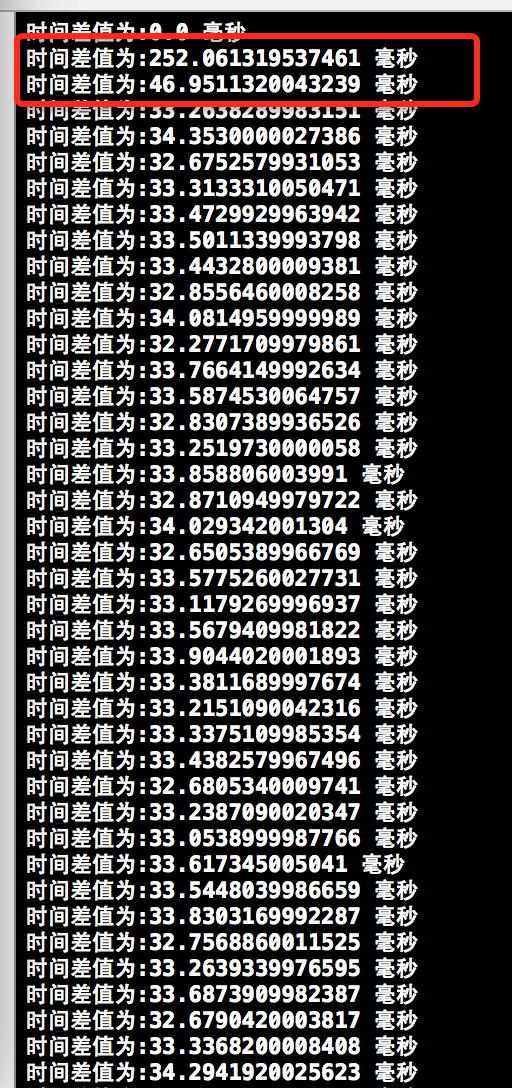 时间差值为:0.0 毫秒
时间差值为:252.061319537461 毫秒
时间差值为:46.9511320043239 毫秒
时间差值为:33.2638289983151 毫秒
时间差值为:34.3530000027386 毫秒
时间差值为:32.6752579931053 毫秒
时间差值为:33.3133310050471 毫秒
时间差值为:33.4729929963942 毫秒
时间差值为:33.5011339993798 毫秒
时间差值为:33.4432800009381 毫秒
时间差值为:32.8556460008258 毫秒
时间差值为:34.0814959999989 毫秒
时间差值为:32.2771709979861 毫秒
时间差值为:33.7664149992634 毫秒
时间差值为:33.5874530064757 毫秒
时间差值为:32.8307389936526 毫秒
时间差值为:33.2519730000058 毫秒
时间差值为:33.858806003991 毫秒
时间差值为:32.8710949979722 毫秒
时间差值为:34.029342001304 毫秒
时间差值为:32.6505389966769 毫秒
时间差值为:33.5775260027731 毫秒
时间差值为:33.1179269996937 毫秒
时间差值为:33.5679409981822 毫秒
时间差值为:33.9044020001893 毫秒
时间差值为:33.3811689997674 毫秒
时间差值为:33.2151090042316 毫秒
时间差值为:33.3375109985354 毫秒
时间差值为:33.4382579967496 毫秒
时间差值为:32.6805340009741 毫秒
时间差值为:33.2387090020347 毫秒
时间差值为:33.0538999987766 毫秒
时间差值为:33.617345005041 毫秒
时间差值为:33.5448039986659 毫秒
时间差值为:33.8303169992287 毫秒
时间差值为:32.7568860011525 毫秒
时间差值为:33.2639339976595 毫秒
时间差值为:33.6873909982387 毫秒
时间差值为:32.6790420003817 毫秒
时间差值为:33.3368200008408 毫秒
时间差值为:34.2941920025623 毫秒